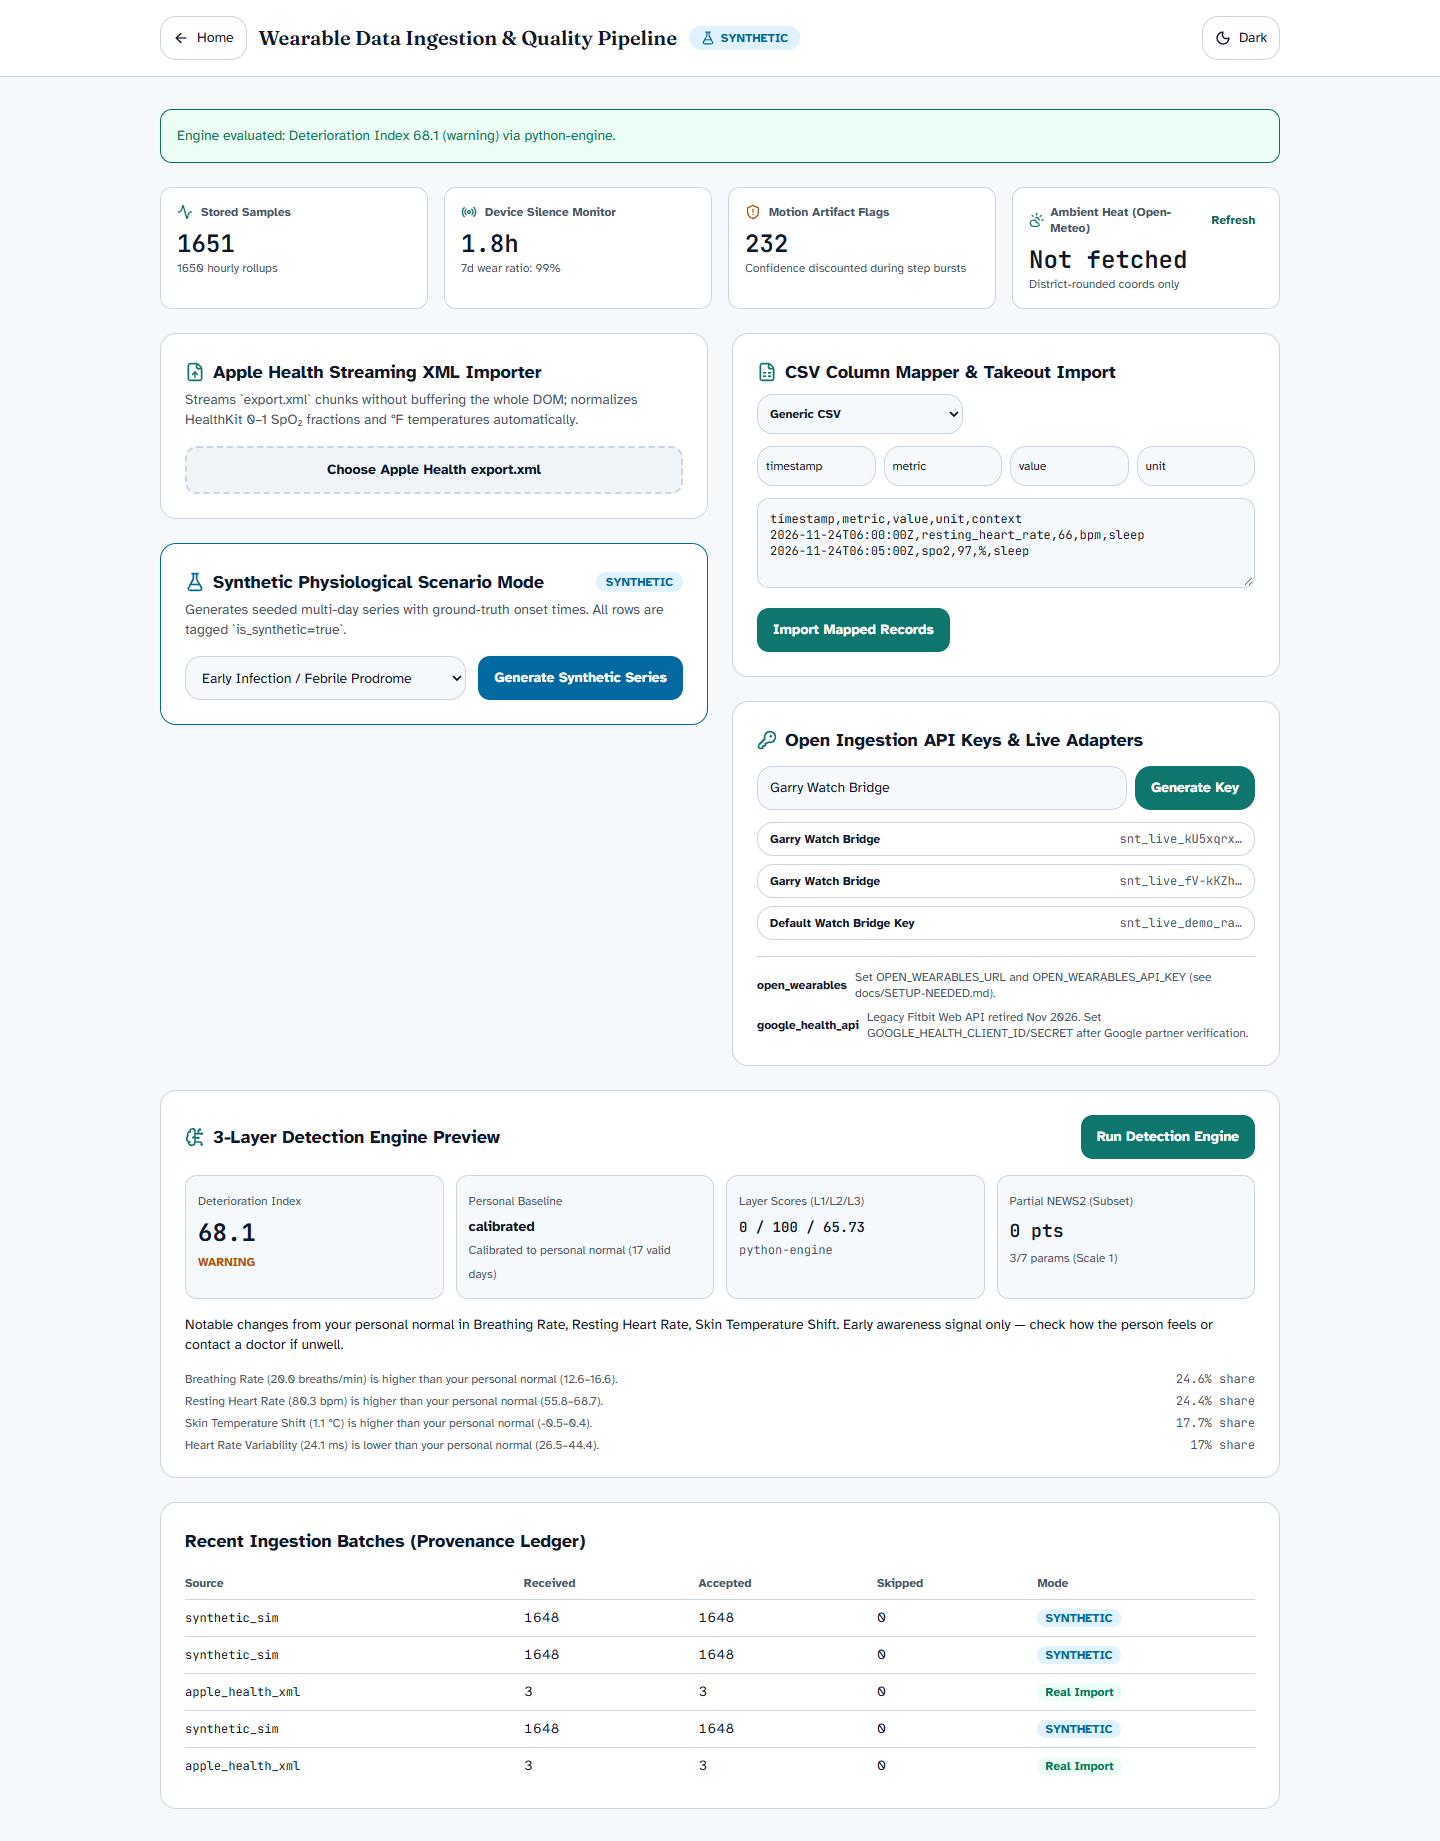 Home
Wearable Data Ingestion & Quality Pipeline
SYNTHETIC
Dark
Engine evaluated: Deterioration Index 68.1 (warning) via python-engine.
Stored Samples
1651
1650 hourly rollups
Device Silence Monitor
1.8h
7d wear ratio: 99%
Motion Artifact Flags
232
Confidence discounted during step bursts
Ambient Heat (Open-
Meteo)
Refresh
Not fetched
District-rounded coords only
Apple Health Streaming XML Importer
Streams `export.xml` chunks without buffering the whole DOM; normalizes
HealthKit 0–1 SpO₂ fractions and °F temperatures automatically.
Choose Apple Health export.xml
Synthetic Physiological Scenario Mode
SYNTHETIC
Generates seeded multi-day series with ground-truth onset times. All rows are
tagged `is_synthetic=true`.
Early Infection / Febrile Prodrome
Generate Synthetic Series
CSV Column Mapper & Takeout Import
Generic CSV
timestamp
metric
value
unit
timestamp,metric,value,unit,context
2026-11-24T06:00:00Z,resting_heart_rate,66,bpm,sleep
2026-11-24T06:05:00Z,spo2,97,%,sleep
Import Mapped Records
Open Ingestion API Keys & Live Adapters
Garry Watch Bridge
Generate Key
Garry Watch Bridge
snt_live_kU5xqrx…
Garry Watch Bridge
snt_live_fV-kKZh…
Default Watch Bridge Key
snt_live_demo_ra…
open_wearables
Set OPEN_WEARABLES_URL and OPEN_WEARABLES_API_KEY (see
docs/SETUP-NEEDED.md).
google_health_api
Legacy Fitbit Web API retired Nov 2026. Set
GOOGLE_HEALTH_CLIENT_ID/SECRET after Google partner verification.
3-Layer Detection Engine Preview
Run Detection Engine
Deterioration Index
68.1
WARNING
Personal Baseline
calibrated
Calibrated to personal normal (17 valid
days)
Layer Scores (L1/L2/L3)
0 / 100 / 65.73
python-engine
Partial NEWS2 (Subset)
0 pts
3/7 params (Scale 1)
Notable changes from your personal normal in Breathing Rate, Resting Heart Rate, Skin Temperature Shift. Early awareness signal only — check how the person feels or
contact a doctor if unwell.
Breathing Rate (20.0 breaths/min) is higher than your personal normal (12.6–16.6).
24.6% share
Resting Heart Rate (80.3 bpm) is higher than your personal normal (55.8–68.7).
24.4% share
Skin Temperature Shift (1.1 °C) is higher than your personal normal (-0.5–0.4).
17.7% share
Heart Rate Variability (24.1 ms) is lower than your personal normal (26.5–44.4).
17% share
Recent Ingestion Batches (Provenance Ledger)
Source Received Accepted Skipped Mode
synthetic_sim 1648 1648 0 SYNTHETIC
synthetic_sim 1648 1648 0 SYNTHETIC
apple_health_xml 3 3 0 Real Import
synthetic_sim 1648 1648 0 SYNTHETIC
apple_health_xml 3 3 0 Real Import